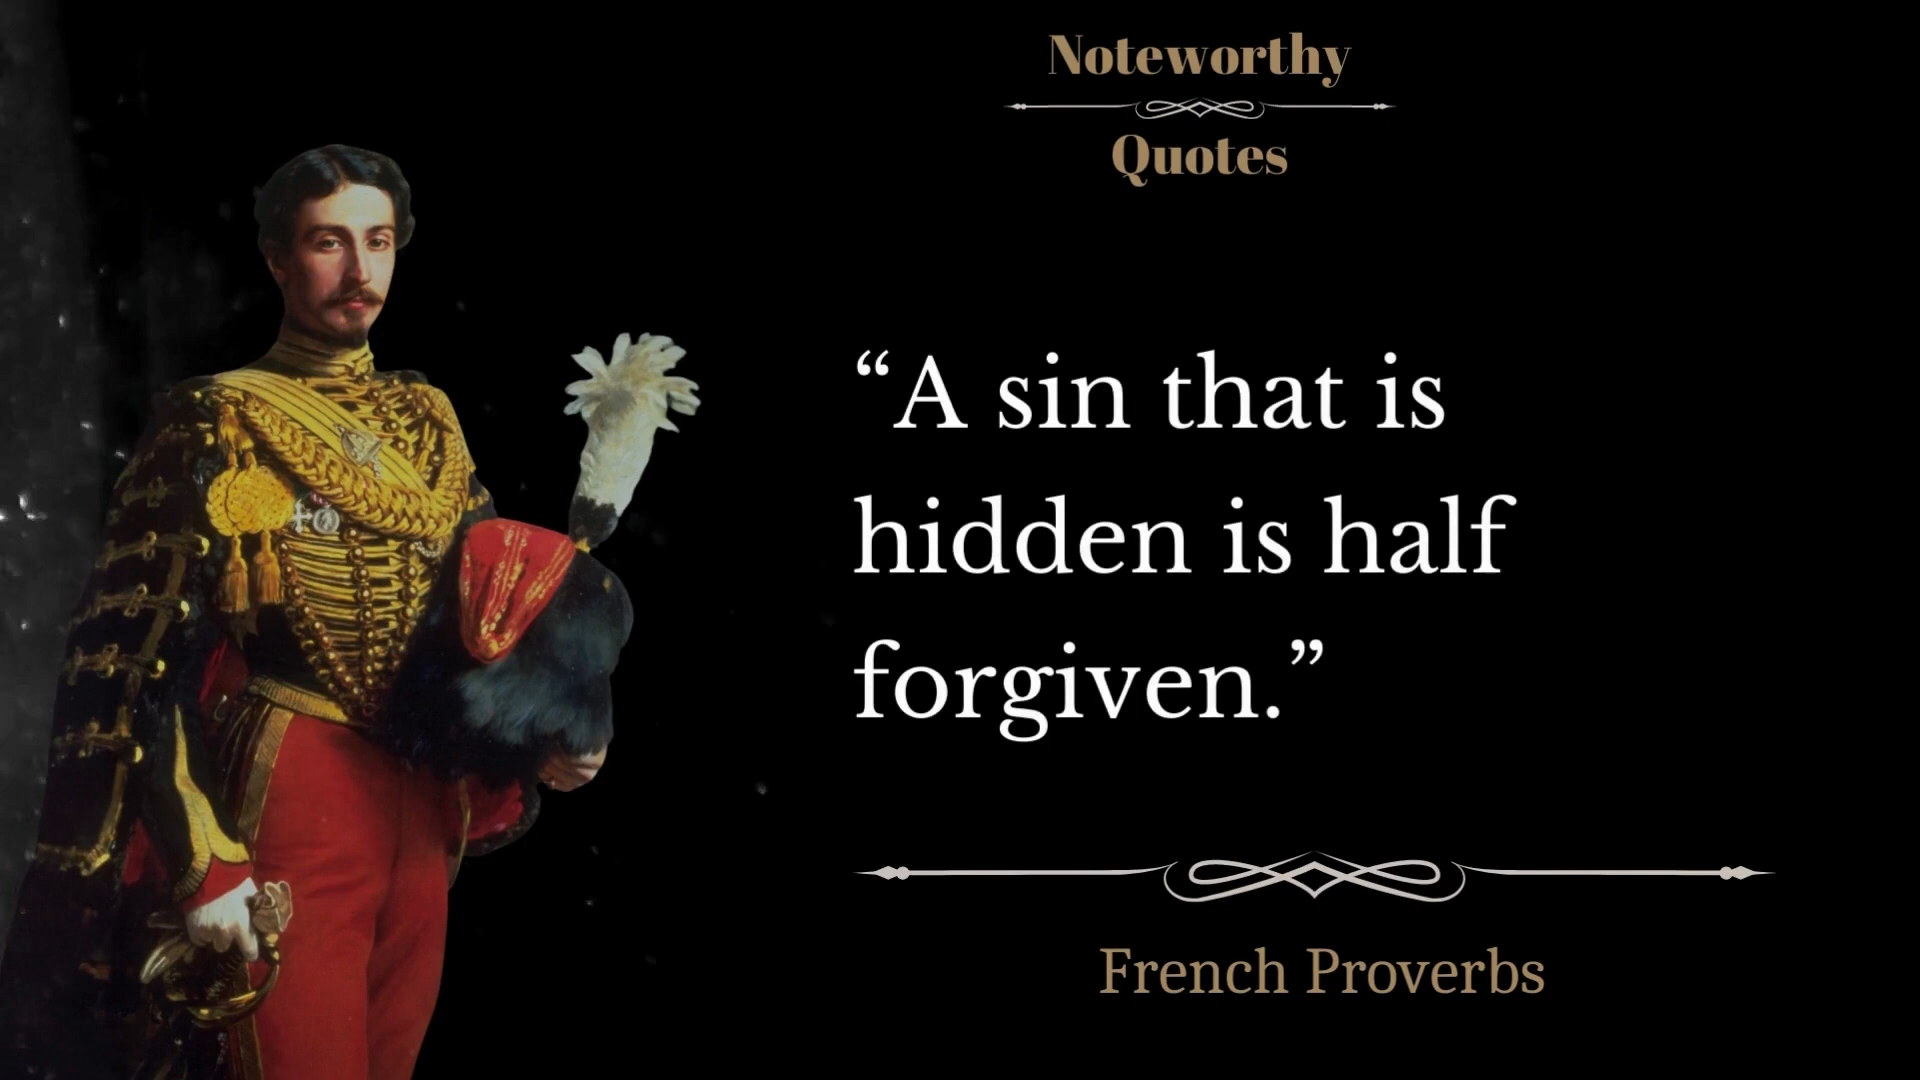 Noteworthy
Quotes
“A sin that is
hidden is half
forgiven.”
French Proverbs